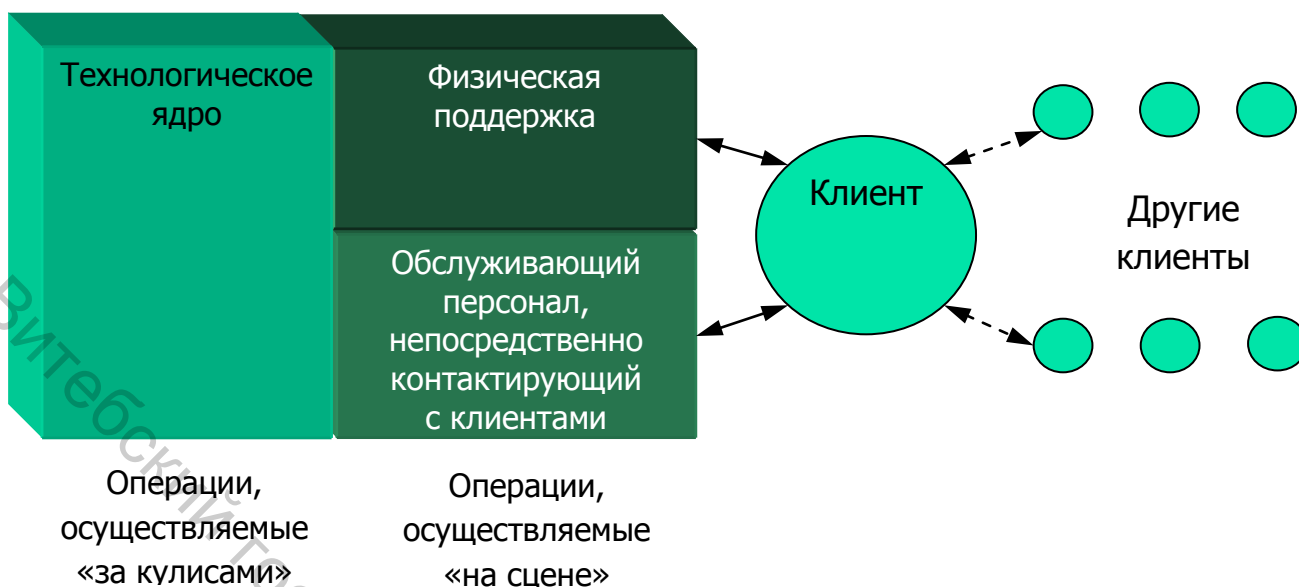 Технологическое
ядро
Физическая
поддержка
Клиент
Другие
клиенты
Обслуживающий
персонал,
непосредственно
контактирующий
с клиентами
Операции,
осуществляемые
«за кулисами»
Операции,
осуществляемые
«на сцене»
Витебский